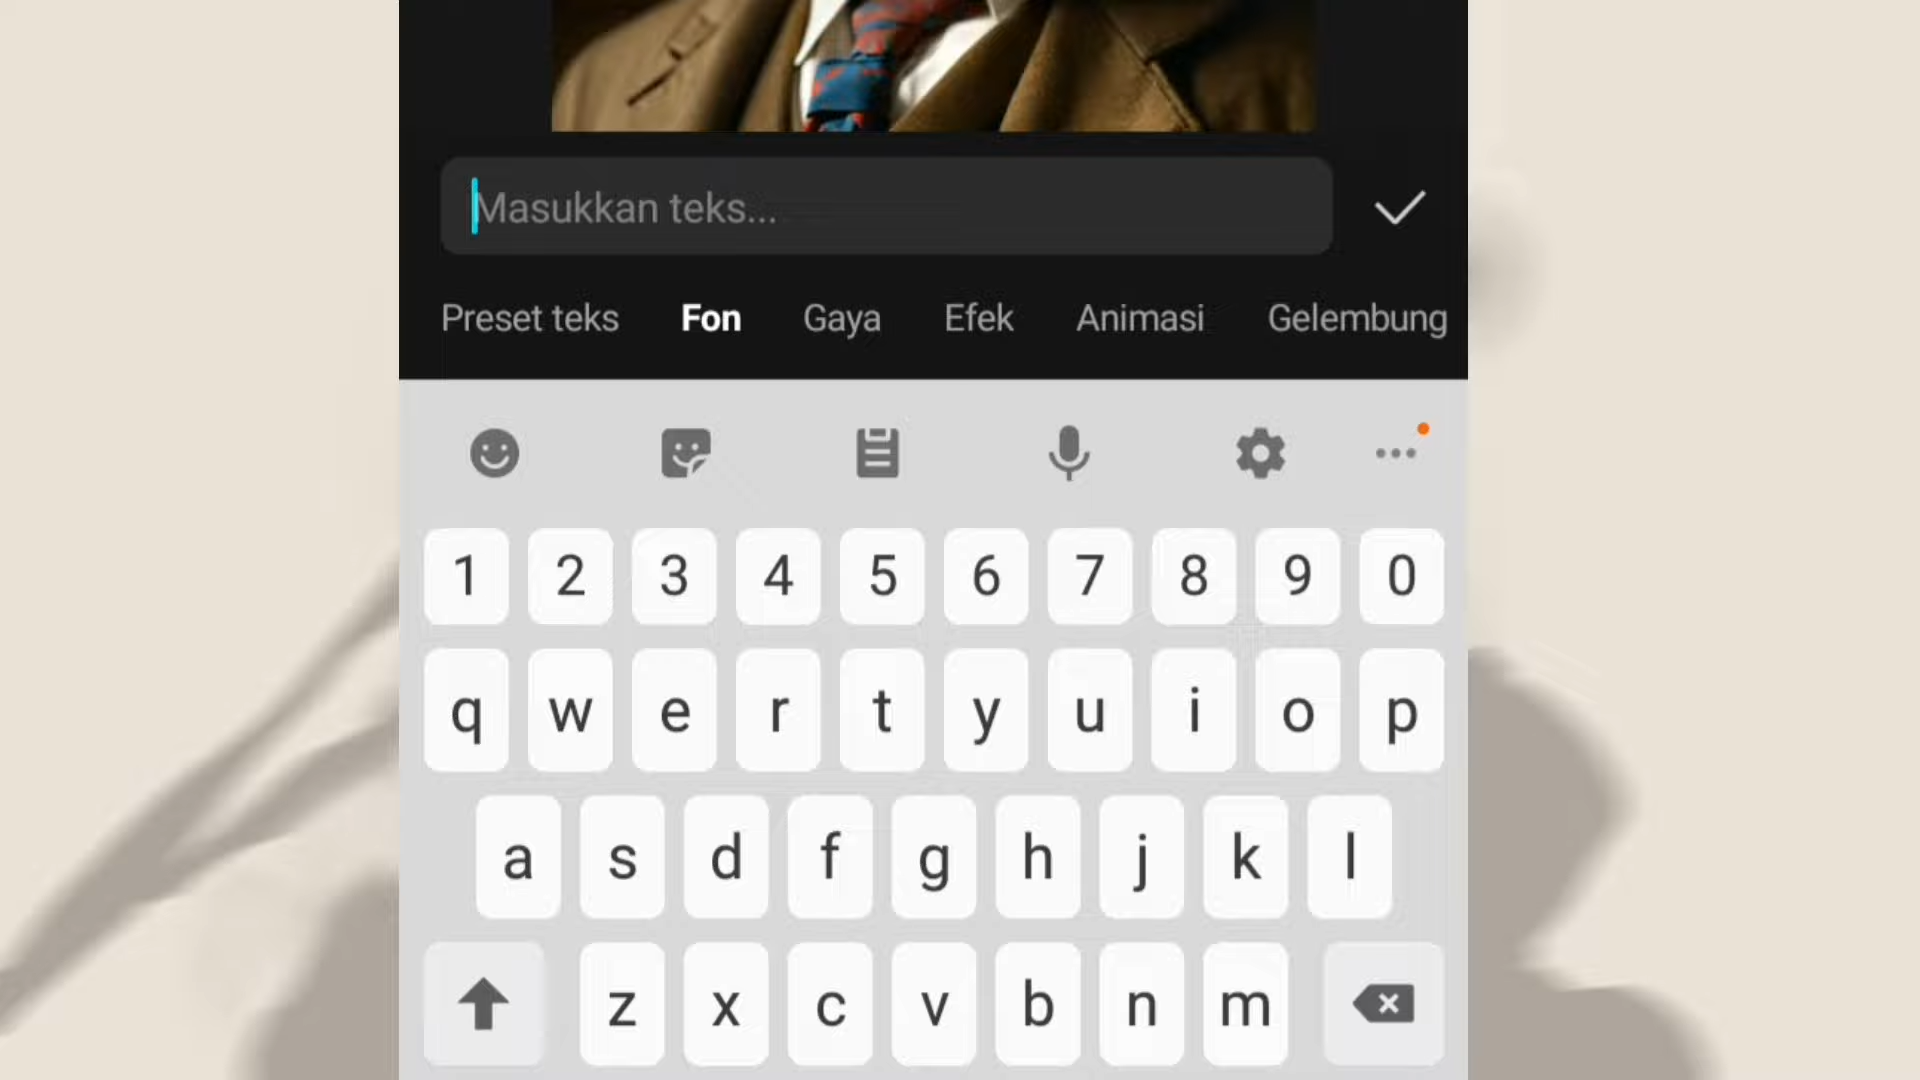 Masukkan teks...
Preset teks Fon Gaya Efek Animasi Gelembung
1 2 3 4 5 6 7 8 9 0
q w e r t y u i o p
a s d f g h j k l
z x c v b n m